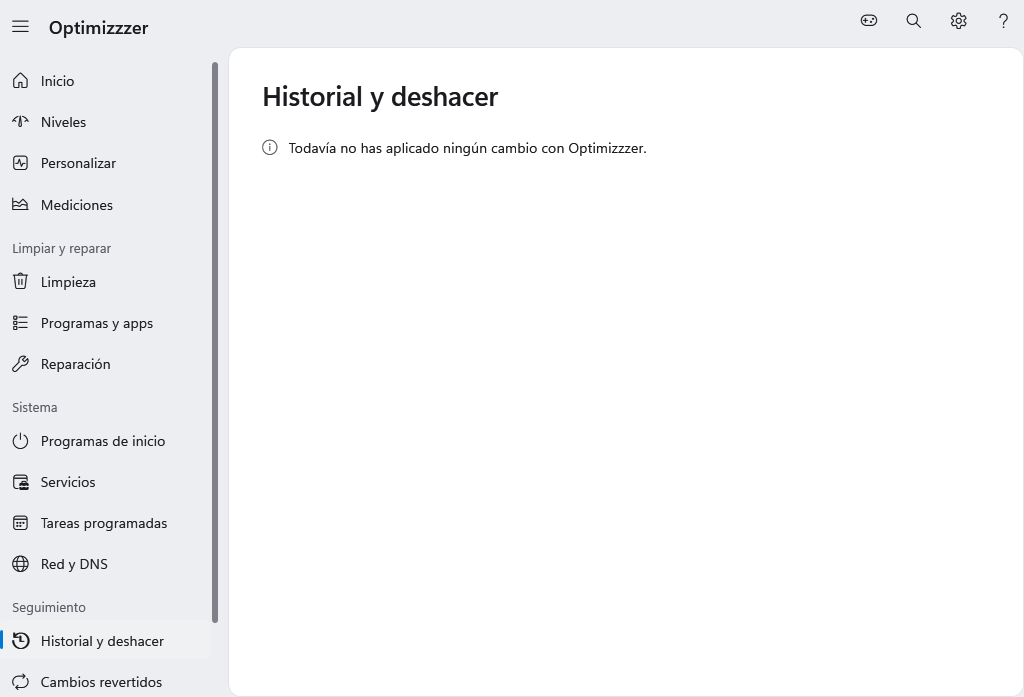 Optimizzzer
Inicio
Niveles
Personalizar
Mediciones
Limpiar y reparar
Limpieza
Programas y apps
Reparación
Sistema
Programas de inicio
Servicios
Tareas programadas
Red y DNS
Seguimiento
Historial y deshacer
Cambios revertidos
Historial y deshacer
Todavía no has aplicado ningún cambio con Optimizzzer.